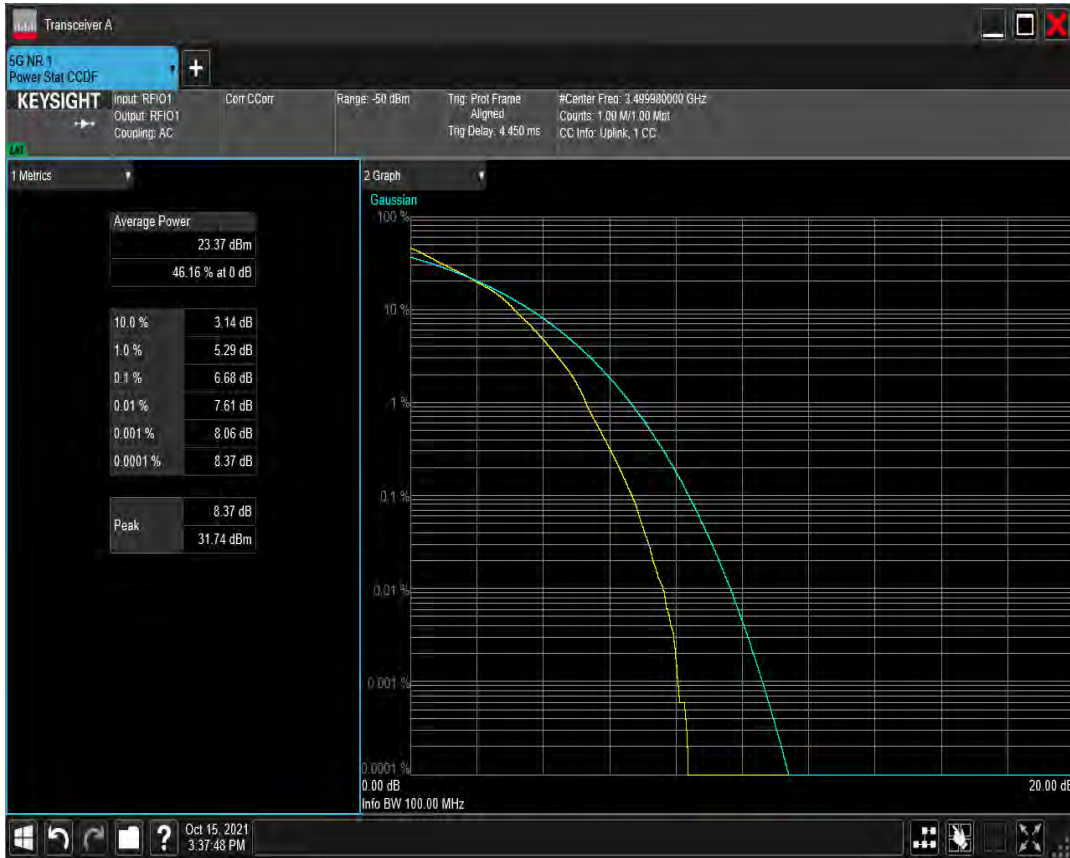 Transceiver A
5G NR 1
Power Stat CCDF
+
KEYSIGHT
Input: RFIO1
Output: RFIO1
Coupling: AC
Corr CCorr
Range: -50 dBm
Trig: Prot Frame
Aligned
Trig Delay: 4.450 ms
#Center Freq: 3.499980000 GHz
Counts: 1.00 M/1.00 Mpt
CC Info: Uplink, 1 CC
1 Metrics
Average Power
23.37 dBm
46.16 % at 0 dB
10.0 % 3.14 dB
1.0 % 5.29 dB
0.1 % 6.68 dB
0.01 % 7.61 dB
0.001 % 8.06 dB
0.0001 % 8.37 dB
Peak 8.37 dB
31.74 dBm
2 Graph
Gaussian
100 %
10 %
1 %
0.1 %
0.01 %
0.001 %
0.0001 %
0.00 dB
20.00 dB
Info BW 100.00 MHz
?
Oct 15, 2021
3:37:48 PM